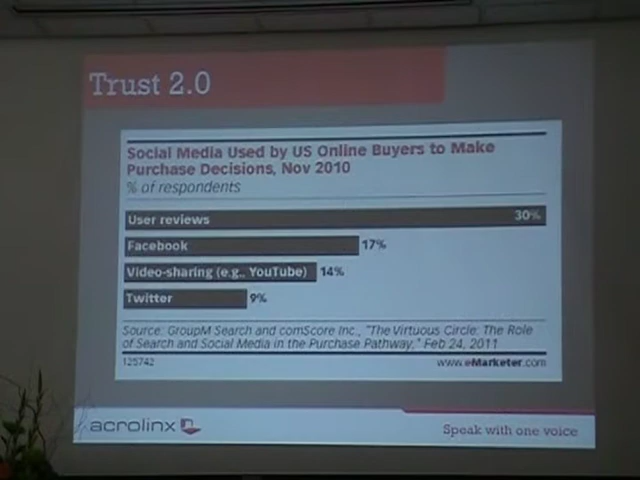 Trust 2.0
Social Media Used by US Online Buyers to Make
Purchase Decisions, Nov 2010
% of respondents
User reviews 30%
Facebook 17%
Video-sharing (e.g., YouTube) 14%
Twitter 9%
Source: GroupM Search and comScore Inc., "The Virtuous Circle: The Role
of Search and Social Media in the Purchase Pathway," Feb 24, 2011
125742 www.eMarketer.com
acrolinx Speak with one voice